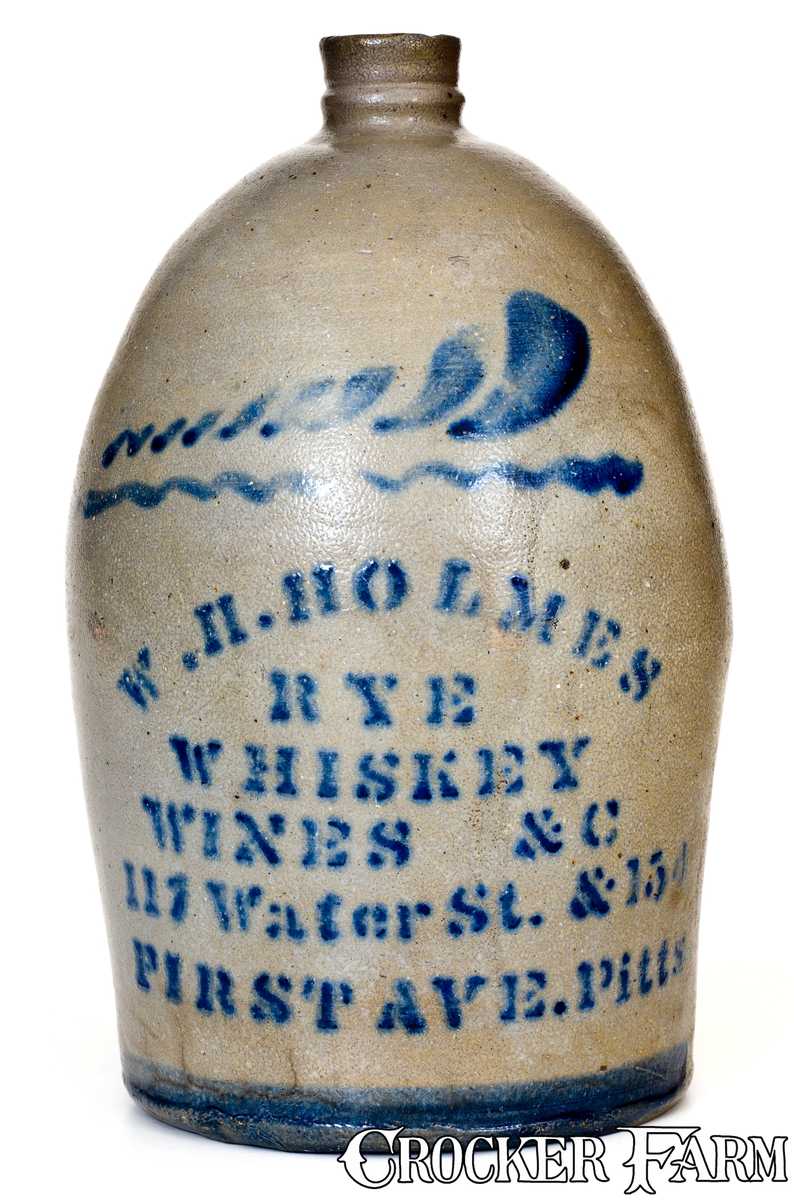 W. H. HOLMES
RYE
WHISKEY
WINES & C
117 Water St. & 154
FIRST AVE. Pitts
CROCKER FARM